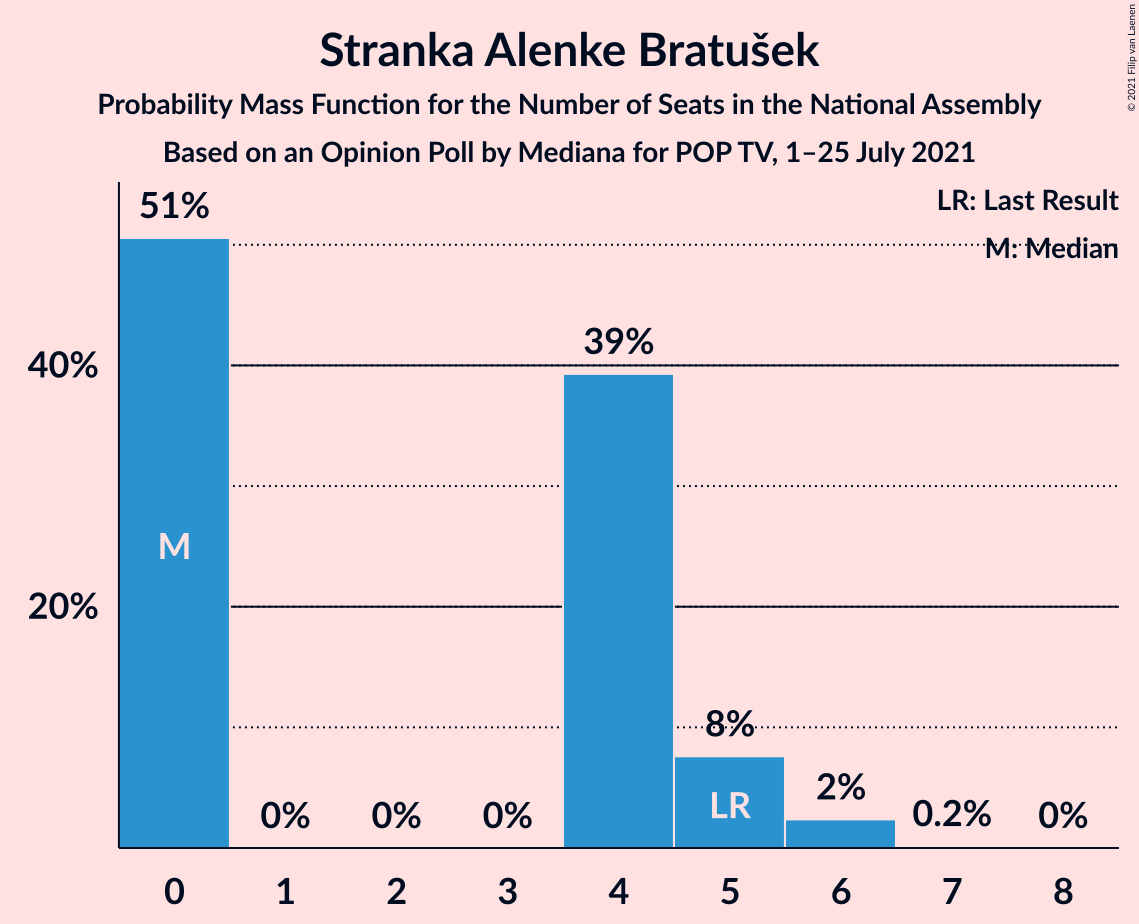 Stranka Alenke Bratušek
Probability Mass Function for the Number of Seats in the National Assembly
Based on an Opinion Poll by Mediana for POP TV, 1–25 July 2021
© 2021 Filip van Laenen
LR: Last Result
M: Median
51%
39%
8%
2%
0%
0%
0%
0.2%
0%
M
LR
40%
20%
0
1
2
3
4
5
6
7
8